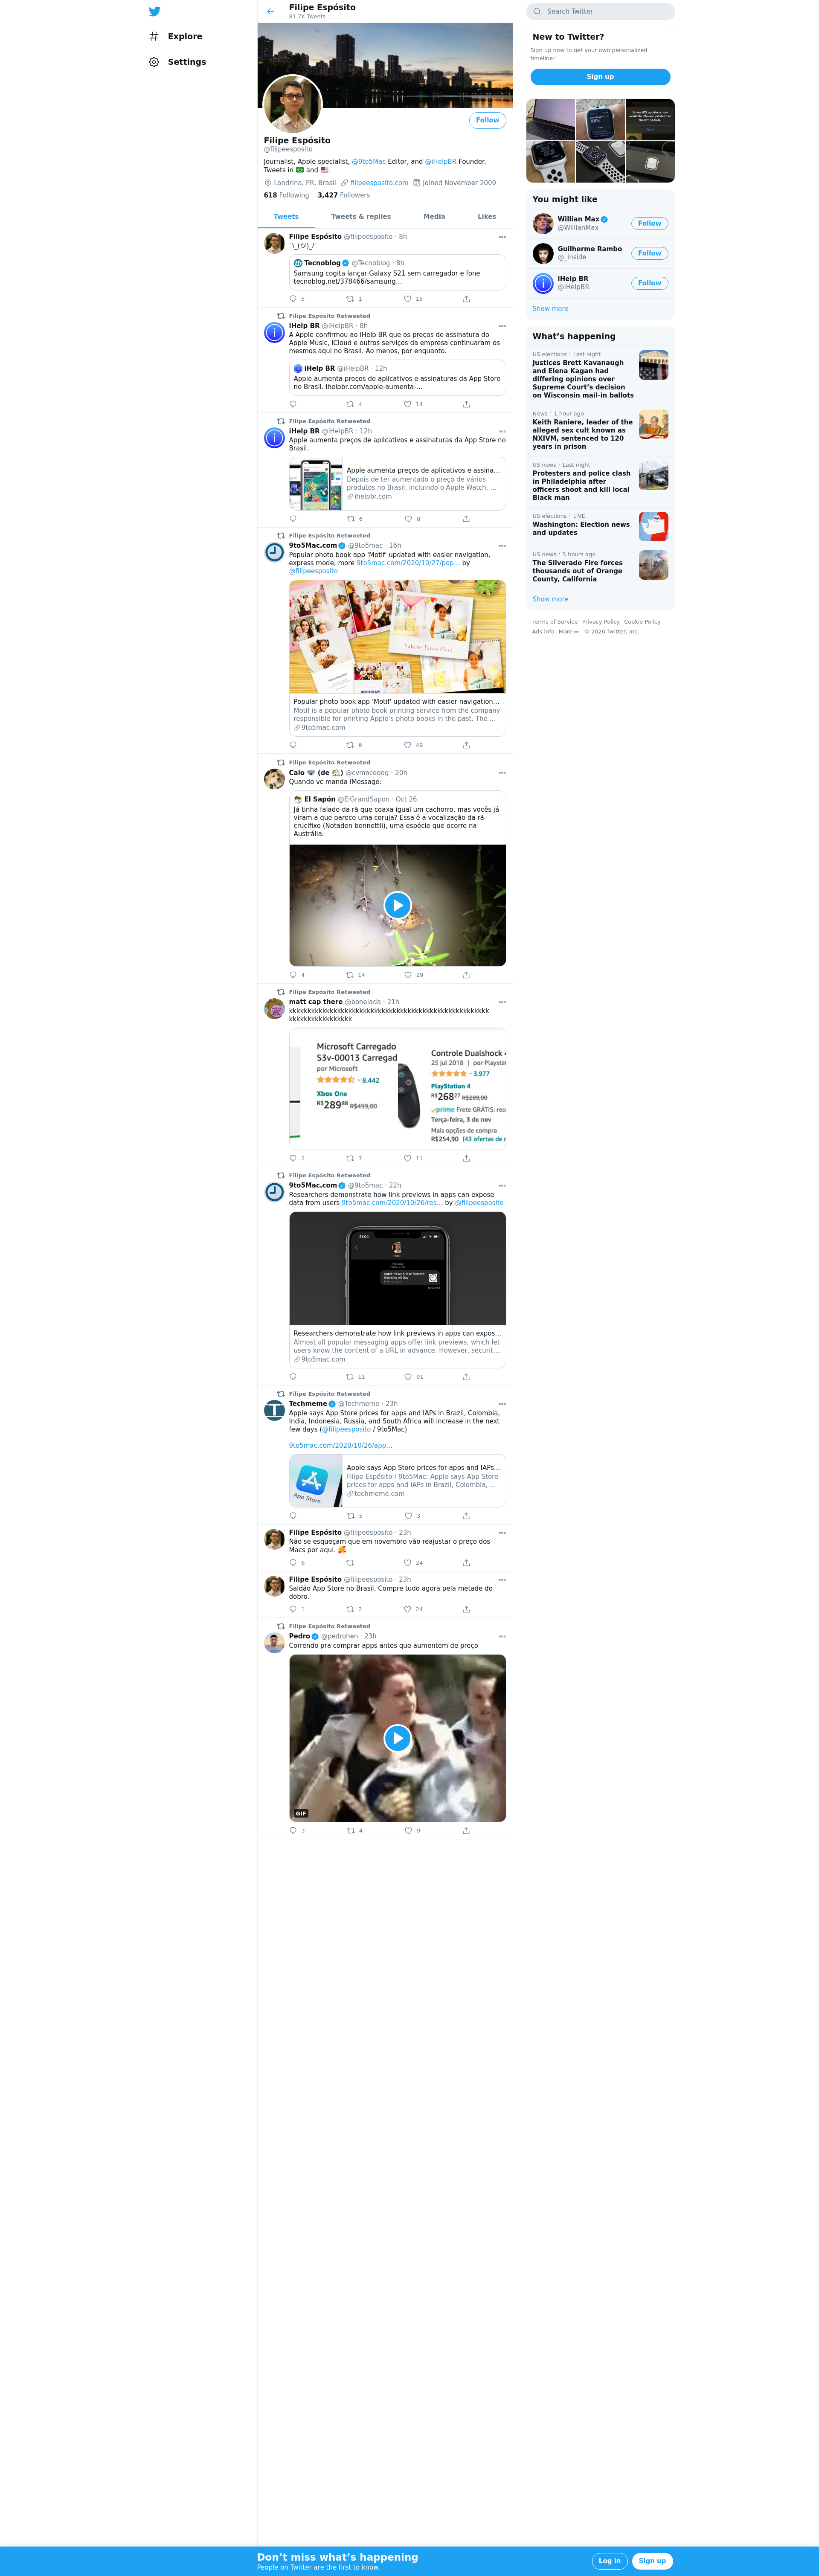 Explore
Settings
Filipe Espósito
81.7K Tweets
Follow
Filipe Espósito
@filipeesposito
Journalist, Apple specialist, @9to5Mac Editor, and @iHelpBR Founder.
Tweets in 🇧🇷 and 🇺🇸.
Londrina, PR, Brasil filipeesposito.com Joined November 2009
618 Following 3,427 Followers
Tweets Tweets & replies Media Likes
Filipe Espósito @filipeesposito · 8h
¯\_(ツ)_/¯
Tecnoblog @Tecnoblog · 8h
Samsung cogita lançar Galaxy S21 sem carregador e fone
tecnoblog.net/378466/samsung…
5 1 15
Filipe Espósito Retweeted
iHelp BR @iHelpBR · 8h
A Apple confirmou ao iHelp BR que os preços de assinatura do
Apple Music, iCloud e outros serviços da empresa continuaram os
mesmos aqui no Brasil. Ao menos, por enquanto.
iHelp BR @iHelpBR · 12h
Apple aumenta preços de aplicativos e assinaturas da App Store
no Brasil. ihelpbr.com/apple-aumenta-…
4 14
Filipe Espósito Retweeted
iHelp BR @iHelpBR · 12h
Apple aumenta preços de aplicativos e assinaturas da App Store no
Brasil.
Apple aumenta preços de aplicativos e assina…
Depois de ter aumentado o preço de vários
produtos no Brasil, incluindo o Apple Watch, …
ihelpbr.com
6 8
Filipe Espósito Retweeted
9to5Mac.com @9to5mac · 16h
Popular photo book app 'Motif' updated with easier navigation,
express mode, more 9to5mac.com/2020/10/27/pop… by
@filipeesposito
Valerie Turns Five!
Popular photo book app 'Motif' updated with easier navigation…
Motif is a popular photo book printing service from the company
responsible for printing Apple's photo books in the past. The …
9to5mac.com
6 49
Filipe Espósito Retweeted
Caio 🐨 (de 🏡) @cvmacedog · 20h
Quando vc manda iMessage:
El Sapón @ElGrandSapon · Oct 26
Já tinha falado da rã que coaxa igual um cachorro, mas vocês já
viram a que parece uma coruja? Essa é a vocalização da rã-
crucifixo (Notaden bennettii), uma espécie que ocorre na
Austrália:
4 14 29
Filipe Espósito Retweeted
matt cap there @bonelada · 21h
kkkkkkkkkkkkkkkkkkkkkkkkkkkkkkkkkkkkkkkkkkkkkkkkkkkkkk
kkkkkkkkkkkkkkkkk
Microsoft Carregado
S3v-00013 Carregad
por Microsoft
8.442
Xbox One
R$289⁸⁸ R$499,00
Controle Dualshock 4
25 jul 2018 | por Playstat
3.977
PlayStation 4
R$268²⁷ R$289,00
prime Frete GRÁTIS: rec
Terça-feira, 3 de nov
Mais opções de compra
R$254,90 (43 ofertas de
2 7 11
Filipe Espósito Retweeted
9to5Mac.com @9to5mac · 22h
Researchers demonstrate how link previews in apps can expose
data from users 9to5mac.com/2020/10/26/res… by @filipeesposito
Researchers demonstrate how link previews in apps can expos…
Almost all popular messaging apps offer link previews, which let
users know the content of a URL in advance. However, securit…
9to5mac.com
11 91
Filipe Espósito Retweeted
Techmeme @Techmeme · 23h
Apple says App Store prices for apps and IAPs in Brazil, Colombia,
India, Indonesia, Russia, and South Africa will increase in the next
few days (@filipeesposito / 9to5Mac)
9to5mac.com/2020/10/26/app…
App Store
Apple says App Store prices for apps and IAPs…
Filipe Espósito / 9to5Mac: Apple says App Store
prices for apps and IAPs in Brazil, Colombia, …
techmeme.com
5 3
Filipe Espósito @filipeesposito · 23h
Não se esqueçam que em novembro vão reajustar o preço dos
Macs por aqui. 🥰
6 24
Filipe Espósito @filipeesposito · 23h
Saldão App Store no Brasil. Compre tudo agora pela metade do
dobro.
1 2 24
Filipe Espósito Retweeted
Pedro @pedrohen · 23h
Correndo pra comprar apps antes que aumentem de preço
GIF
3 4 9
Search Twitter
New to Twitter?
Sign up now to get your own personalized
timeline!
Sign up
You might like
Willian Max
@WillianMax
Follow
Guilherme Rambo
@_inside
Follow
iHelp BR
@iHelpBR
Follow
Show more
What's happening
US elections · Last night
Justices Brett Kavanaugh
and Elena Kagan had
differing opinions over
Supreme Court's decision
on Wisconsin mail-in ballots
News · 1 hour ago
Keith Raniere, leader of the
alleged sex cult known as
NXIVM, sentenced to 120
years in prison
US news · Last night
Protesters and police clash
in Philadelphia after
officers shoot and kill local
Black man
US elections · LIVE
Washington: Election news
and updates
US news · 5 hours ago
The Silverado Fire forces
thousands out of Orange
County, California
Show more
Terms of Service Privacy Policy Cookie Policy
Ads info More © 2020 Twitter, Inc.
Don't miss what's happening
People on Twitter are the first to know.
Log in Sign up